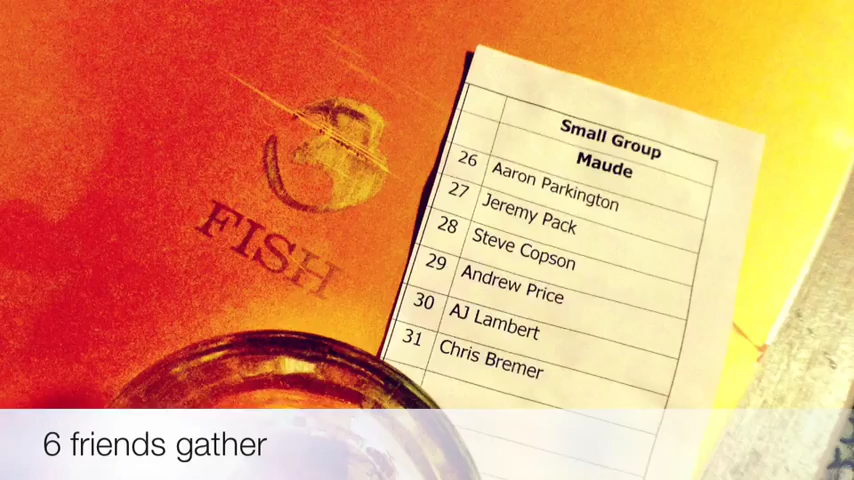 FISH
Small Group
Maude
26 Aaron Parkington
27 Jeremy Pack
28 Steve Copson
29 Andrew Price
30 AJ Lambert
31 Chris Bremer
6 friends gather